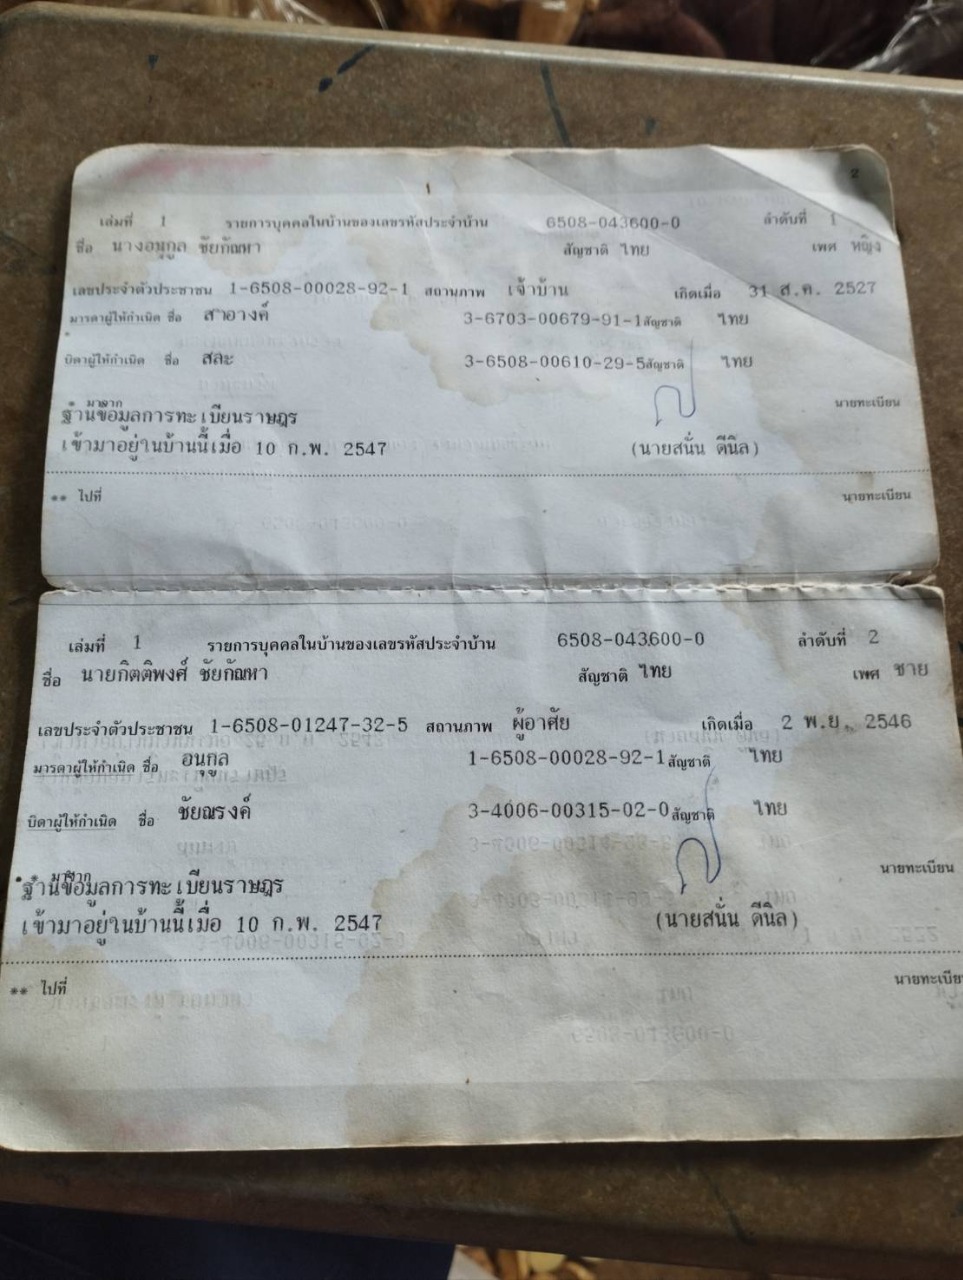 2
1
เล่มที่ 1 รายการบุคคลในบ้านของเลขรหัสประจำบ้าน 6508-043600-0 ลำดับที่ 1
ชื่อ นางอนุกูล ชัยกัณหา สัญชาติ ไทย เพศ หญิง
เลขประจำตัวประชาชน 1-6508-00028-92-1 สถานภาพ เจ้าบ้าน เกิดเมื่อ 31 ส.ค. 2527
มารดาผู้ให้กำเนิด ชื่อ สำอางค์ 3-6703-00679-91-1 สัญชาติ ไทย
บิดาผู้ให้กำเนิด ชื่อ สละ 3-6508-00610-29-5 สัญชาติ ไทย
* มาจาก นายทะเบียน
ฐานข้อมูลการทะเบียนราษฎร
เข้ามาอยู่ในบ้านนี้เมื่อ 10 ก.พ. 2547 (นายสนั่น ดีนิล)
** ไปที่ นายทะเบียน
เล่มที่ 1 รายการบุคคลในบ้านของเลขรหัสประจำบ้าน 6508-043600-0 ลำดับที่ 2
ชื่อ นายกิตติพงศ์ ชัยกัณหา สัญชาติ ไทย เพศ ชาย
เลขประจำตัวประชาชน 1-6508-01247-32-5 สถานภาพ ผู้อาศัย เกิดเมื่อ 2 พ.ย. 2546
มารดาผู้ให้กำเนิด ชื่อ อนุกูล 1-6508-00028-92-1 สัญชาติ ไทย
บิดาผู้ให้กำเนิด ชื่อ ชัยณรงค์ 3-4006-00315-02-0 สัญชาติ ไทย
* มาจาก นายทะเบียน
ฐานข้อมูลการทะเบียนราษฎร
เข้ามาอยู่ในบ้านนี้เมื่อ 10 ก.พ. 2547 (นายสนั่น ดีนิล)
** ไปที่ นายทะเบีย